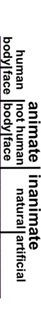 animate inanimate
human not human natural artificial
body face body face